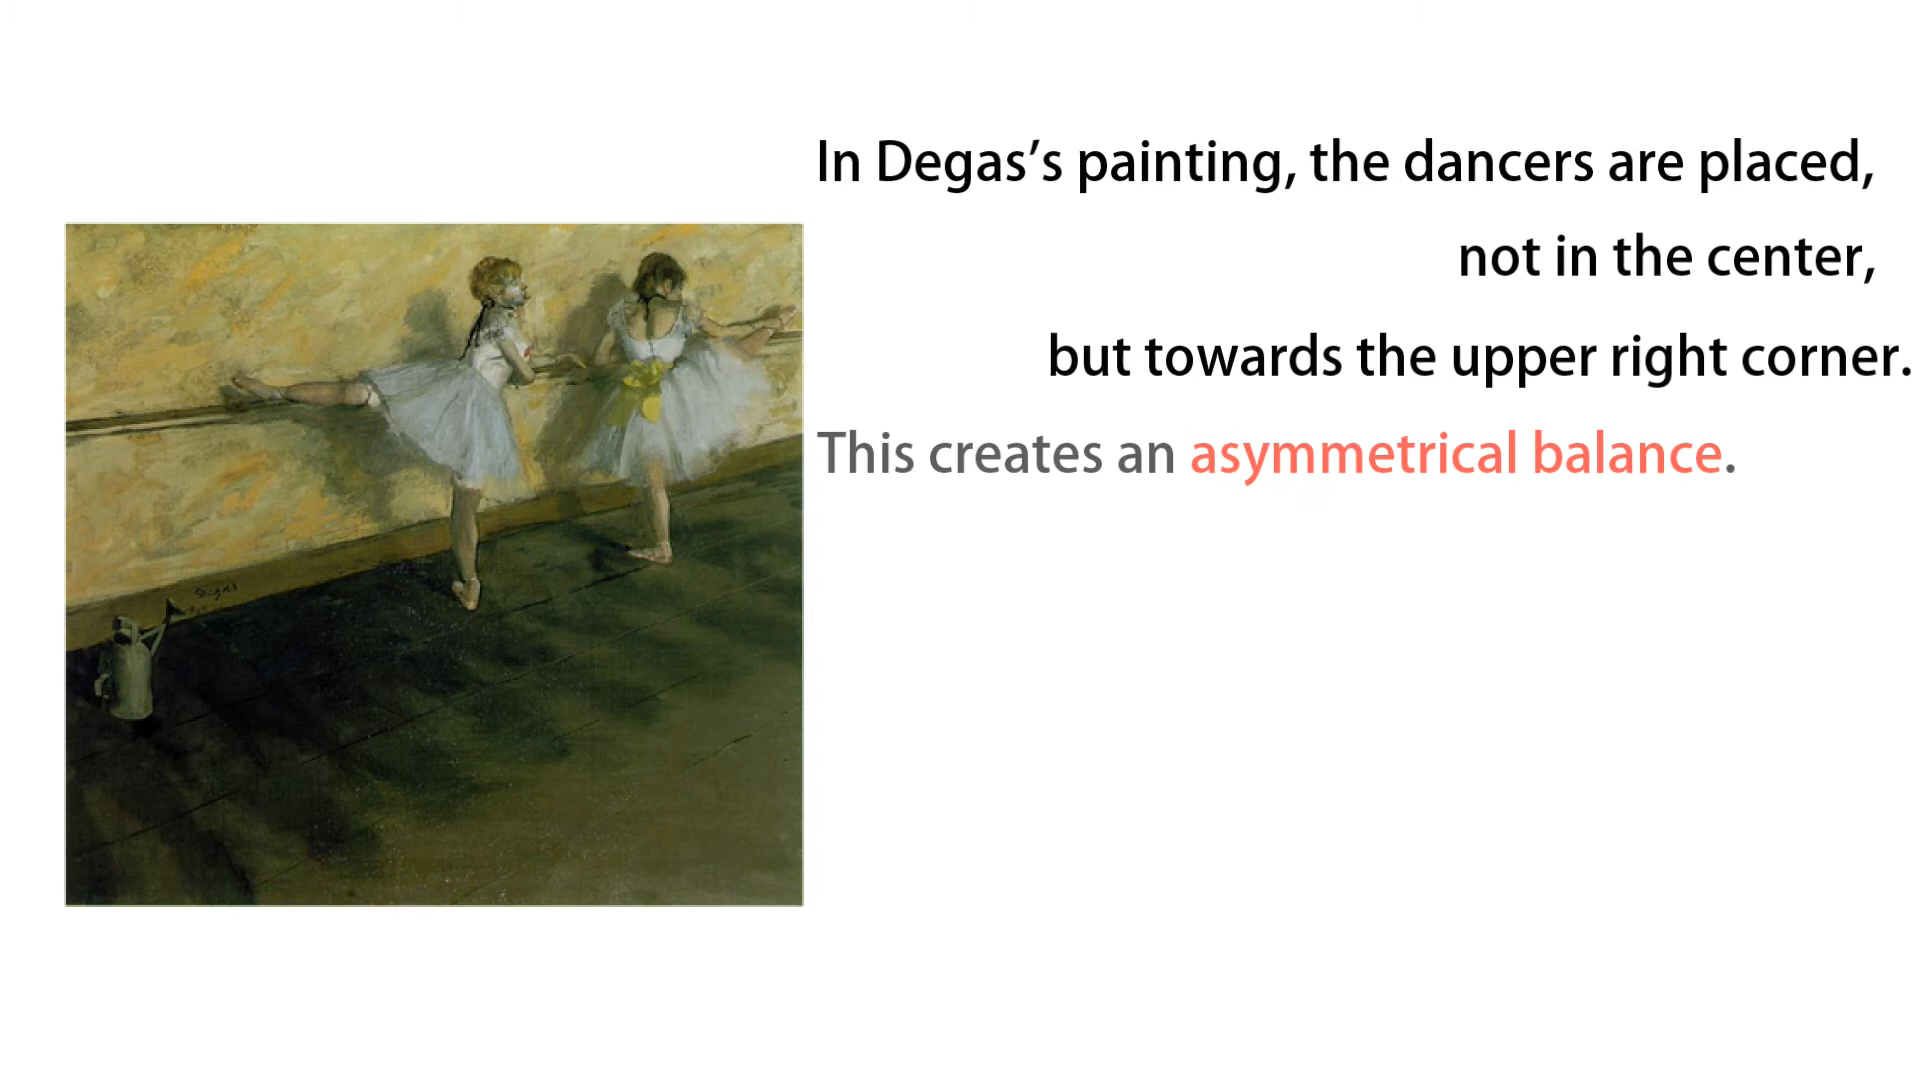 In Degas’s painting, the dancers are placed,
not in the center,
but towards the upper right corner.
This creates an asymmetrical balance.
Degas